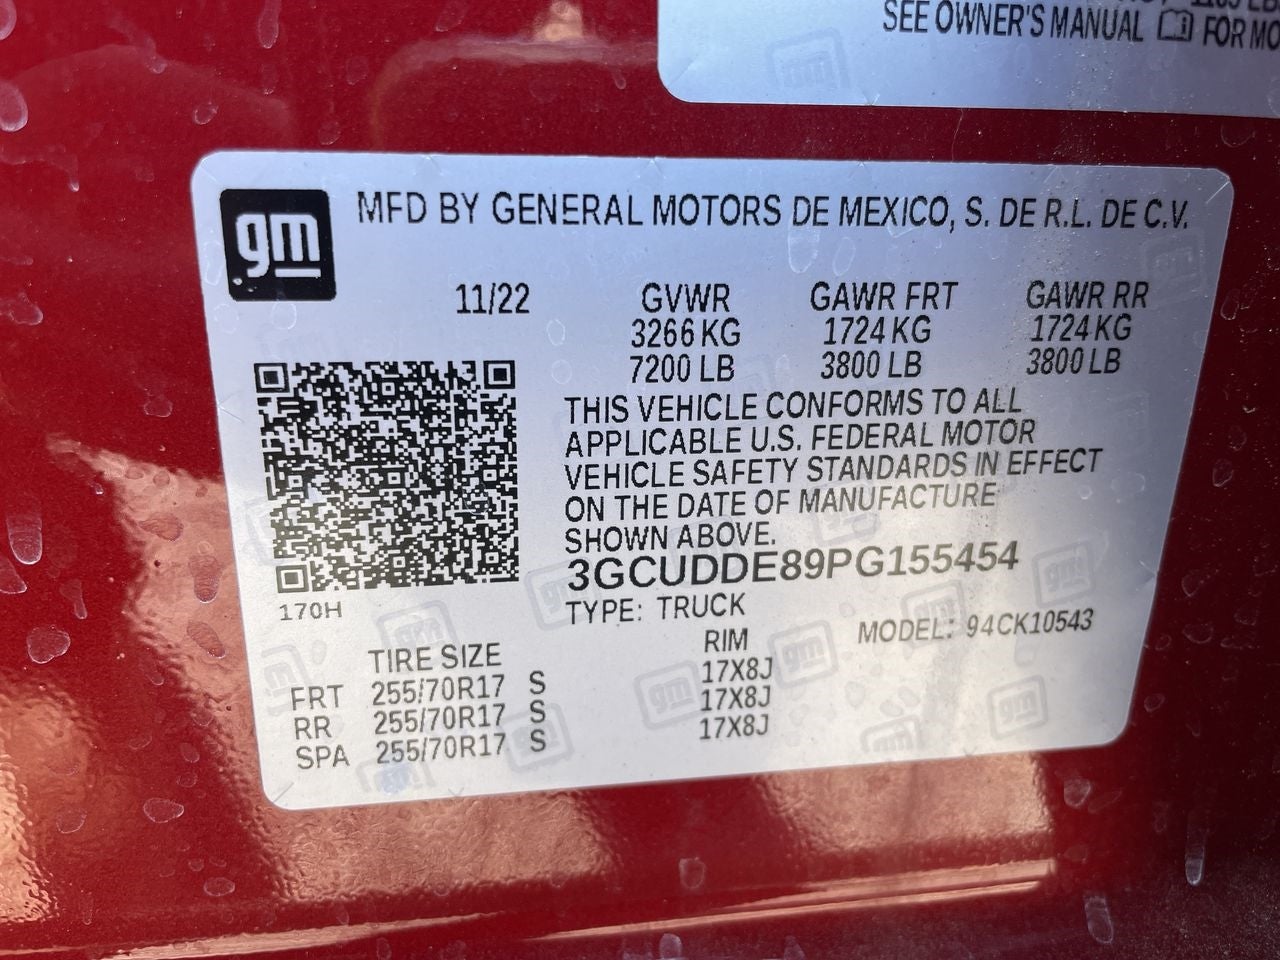 SEE OWNER'S MANUAL FOR MO
gm
MFD BY GENERAL MOTORS DE MEXICO, S. DE R.L. DE C.V.
11/22 GVWR GAWR FRT GAWR RR
3266 KG 1724 KG 1724 KG
7200 LB 3800 LB 3800 LB
THIS VEHICLE CONFORMS TO ALL
APPLICABLE U.S. FEDERAL MOTOR
VEHICLE SAFETY STANDARDS IN EFFECT
ON THE DATE OF MANUFACTURE
SHOWN ABOVE.
3GCUDDE89PG155454
170H
TYPE: TRUCK
MODEL: 94CK10543
TIRE SIZE RIM
FRT 255/70R17 S 17X8J
RR 255/70R17 S 17X8J
SPA 255/70R17 S 17X8J